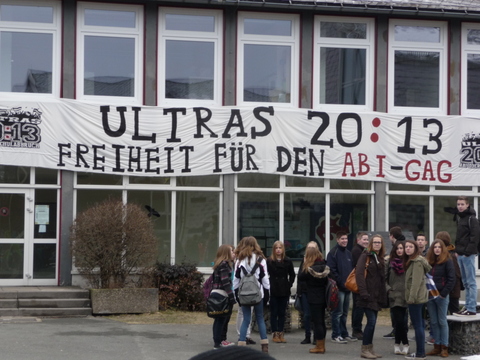 ULTRAS 20:13
FREIHEIT FÜR DEN ABI-GAG